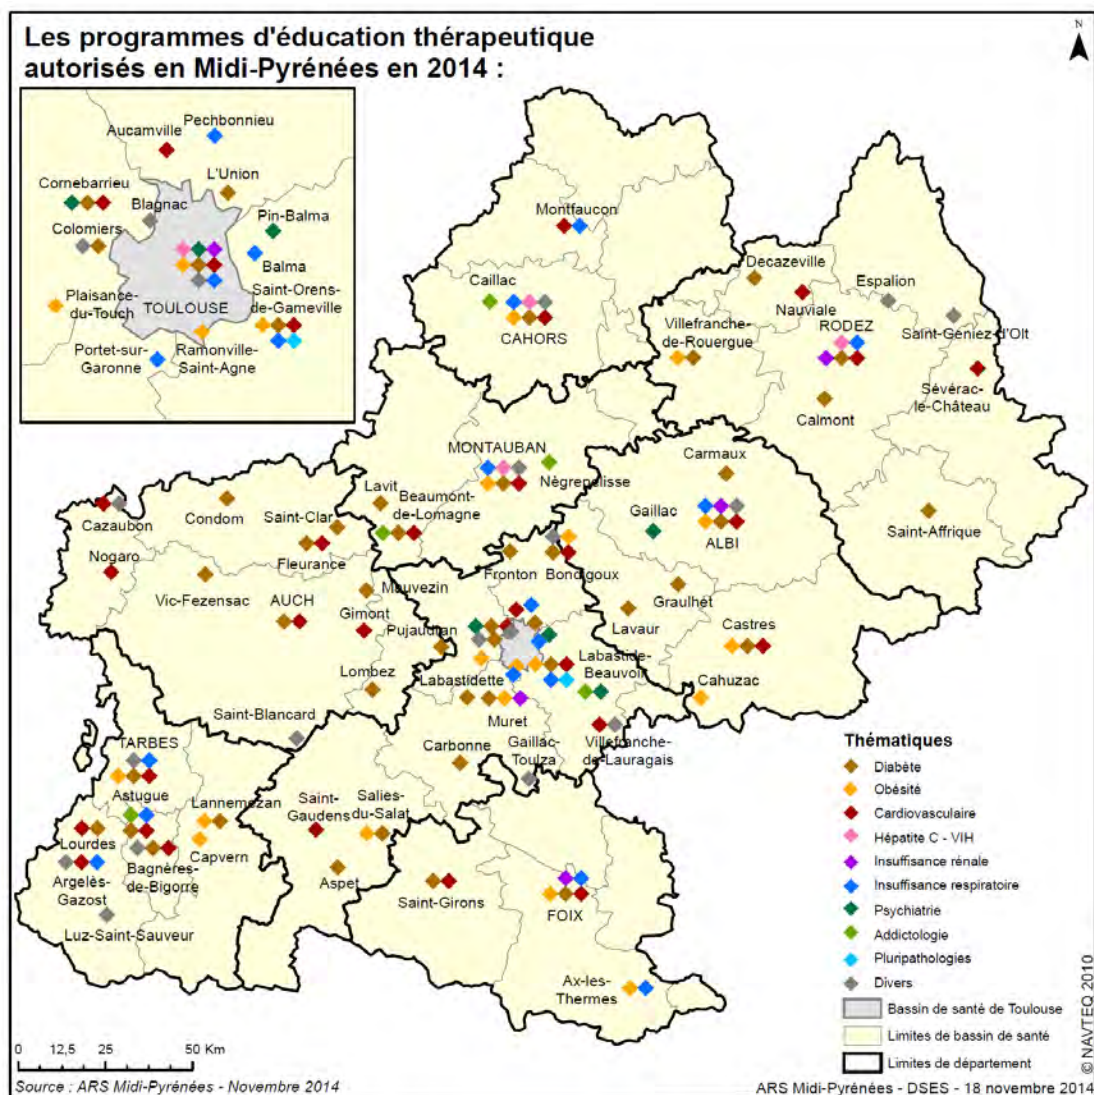 Les programmes d'éducation thérapeutique
autorisés en Midi-Pyrénées en 2014 :
N
Pechbonnieu
Aucamville
L'Union
Cornebarrieu
Blagnac
Pin-Balma
Colomiers
Balma
Plaisance-
du-Touch
TOULOUSE
Saint-Orens-
de-Gameville
Portet-sur-
Garonne
Ramonville-
Saint-Agne
Montfaucon
Caillac
CAHORS
Decazeville
Nauviale
Espalion
Villefranche-
de-Rouergue
RODEZ
Saint-Géniez-d'Olt
Sévérac-
le-Château
Calmont
MONTAUBAN
Nègrepelisse
Carmaux
Lavit
Beaumont-
de-Lomagne
Gaillac
ALBI
Saint-Affrique
Cazaubon
Condom
Saint-Clar
Fleurance
Nogaro
Fronton
Bondigoux
Vic-Fezensac
AUCH
Mauvezin
Graulhet
Gimont
Pujaudran
Lavaur
Castres
Lombez
Labastidette
Labastide-
Beauvoir
Cahuzac
Muret
Saint-Blancard
Carbonne
Gaillac-
Toulza
Villefranche-
de-Lauragais
TARBES
Astugue
Lannemezan
Saint-
Gaudens
Salies-
du-Salat
Lourdes
Capvern
Bagnères-
de-Bigorre
Argelès-
Gazost
Aspet
Saint-Girons
FOIX
Luz-Saint-Sauveur
Ax-les-
Thermes
Thématiques
Diabète
Obésité
Cardiovasculaire
Hépatite C - VIH
Insuffisance rénale
Insuffisance respiratoire
Psychiatrie
Addictologie
Pluripathologies
Divers
Bassin de santé de Toulouse
Limites de bassin de santé
Limites de département
© NAVTEQ 2010
0 12,5 25 50 Km
Source : ARS Midi-Pyrénées - Novembre 2014
ARS Midi-Pyrénées - DSES - 18 novembre 2014